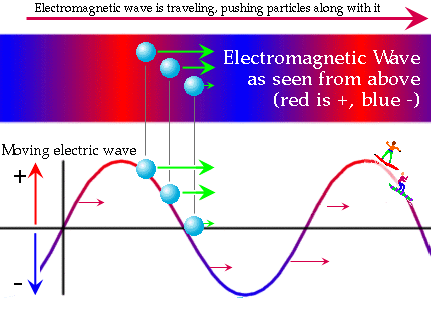 Electromagnetic wave is traveling, pushing particles along with it
Electromagnetic Wave
as seen from above
(red is +, blue -)
Moving electric wave
+
-